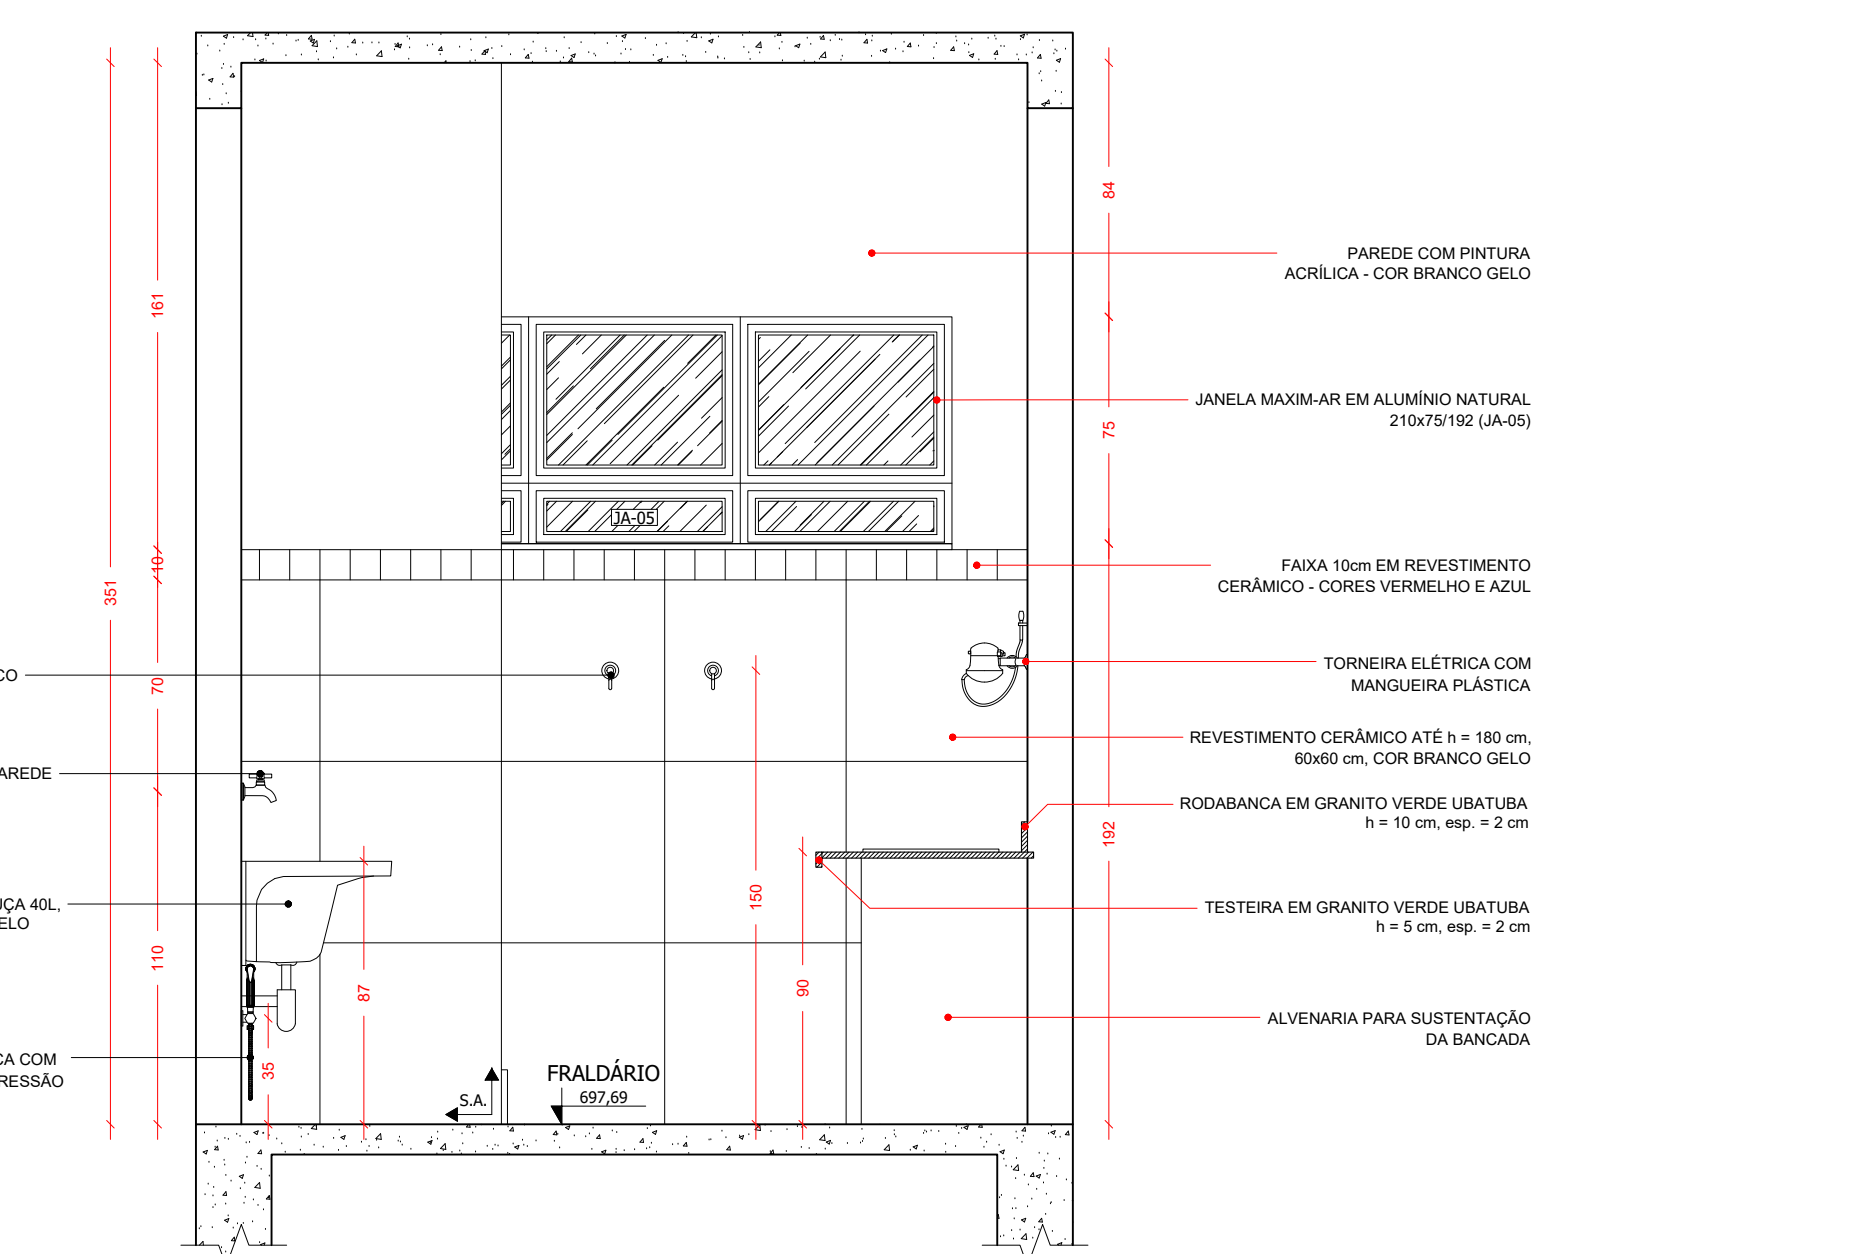 84
PAREDE COM PINTURA
ACRÍLICA - COR BRANCO GELO
161
JANELA MAXIM-AR EM ALUMÍNIO NATURAL
210x75/192 (JA-05)
75
JA-05
10
FAIXA 10cm EM REVESTIMENTO
CERÂMICO - CORES VERMELHO E AZUL
351
CO
70
TORNEIRA ELÉTRICA COM
MANGUEIRA PLÁSTICA
REVESTIMENTO CERÂMICO ATÉ h = 180 cm,
60x60 cm, COR BRANCO GELO
AREDE
RODABANCA EM GRANITO VERDE UBATUBA
h = 10 cm, esp. = 2 cm
192
150
UÇA 40L,
ELO
TESTEIRA EM GRANITO VERDE UBATUBA
h = 5 cm, esp. = 2 cm
110
87
90
ALVENARIA PARA SUSTENTAÇÃO
DA BANCADA
CA COM
RESSÃO
35
FRALDÁRIO
697,69
S.A.